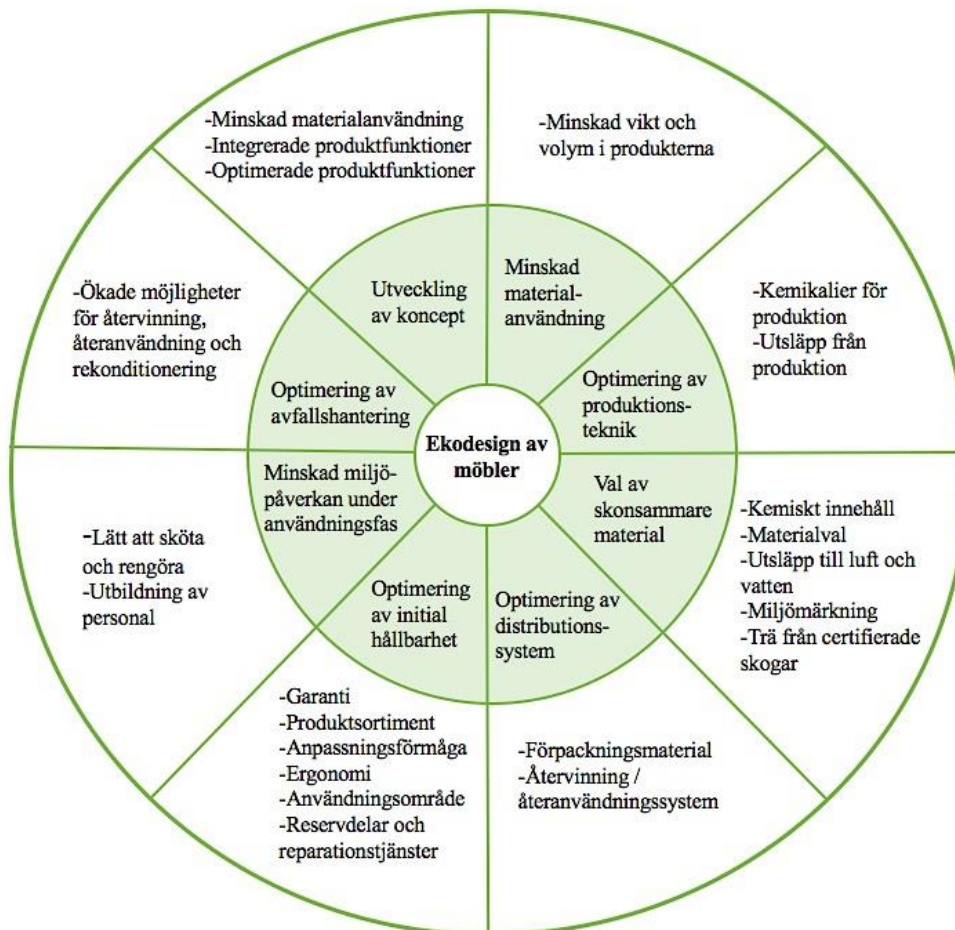 -Minskad materialanvändning
-Integrerade produktfunktioner
-Optimerade produktfunktioner
-Minskad vikt och
volym i produkterna
-Ökade möjligheter
för återvinning,
återanvändning och
rekonditionering
Utveckling
av koncept
Minskad
material-
användning
-Kemikalier för
produktion
-Utsläpp från
produktion
Optimering av
avfallshantering
Optimering av
produktions-
teknik
Ekodesign av
möbler
Minskad miljö-
påverkan under
användningsfas
Val av
skonsammare
material
-Lätt att sköta
och rengöra
-Utbildning av
personal
-Kemiskt innehåll
-Materialval
-Utsläpp till luft och
vatten
-Miljömärkning
-Trä från certifierade
skogar
Optimering
av initial
hållbarhet
Optimering av
distributions-
system
-Garanti
-Produktsortiment
-Anpassningsförmåga
-Ergonomi
-Användningsområde
-Reservdelar och
reparationstjänster
-Förpackningsmaterial
-Återvinning /
återanvändningssystem